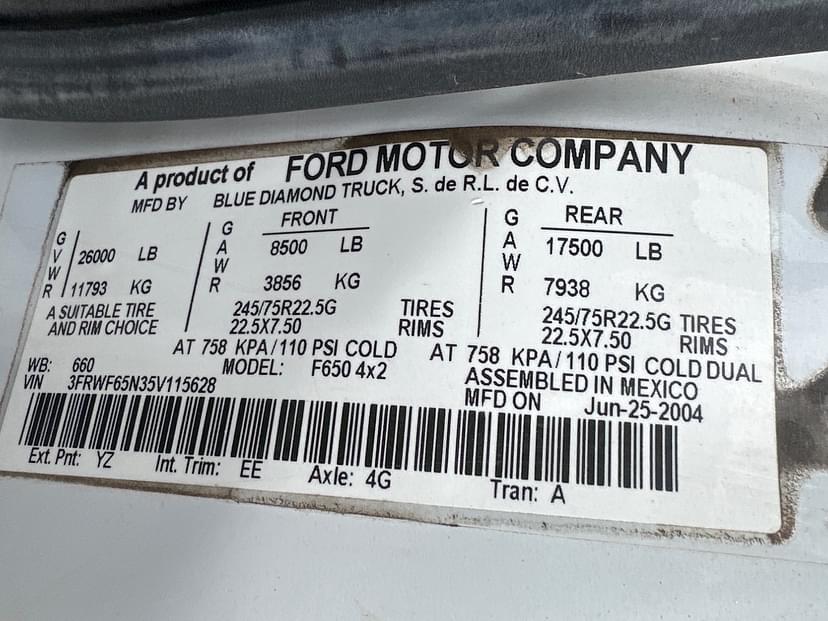 A product of FORD MOTOR COMPANY
MFD BY BLUE DIAMOND TRUCK, S. de R.L. de C.V.
GVWR 26000 LB 11793 KG
GAWR FRONT 8500 LB 3856 KG
GAWR REAR 17500 LB 7938 KG
A SUITABLE TIRE 245/75R22.5G TIRES 245/75R22.5G TIRES
AND RIM CHOICE 22.5X7.50 RIMS 22.5X7.50 RIMS
AT 758 KPA/110 PSI COLD AT 758 KPA/110 PSI COLD DUAL
WB: 660 MODEL: F650 4x2 ASSEMBLED IN MEXICO
VIN 3FRWF65N35V115628 MFD ON Jun-25-2004
Ext. Pnt: YZ Int. Trim: EE Axle: 4G Tran: A